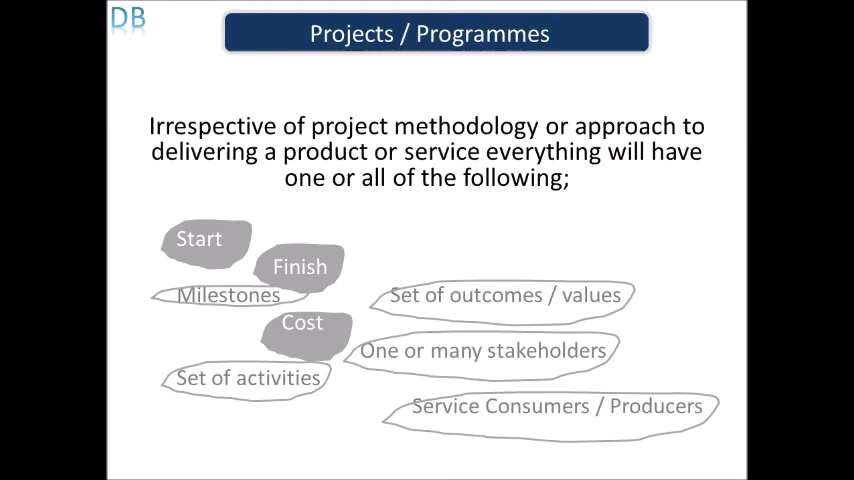 DB
Projects / Programmes
Irrespective of project methodology or approach to
delivering a product or service everything will have
one or all of the following;
Start
Finish
Milestones
Set of outcomes / values
Cost
One or many stakeholders
Set of activities
Service Consumers / Producers